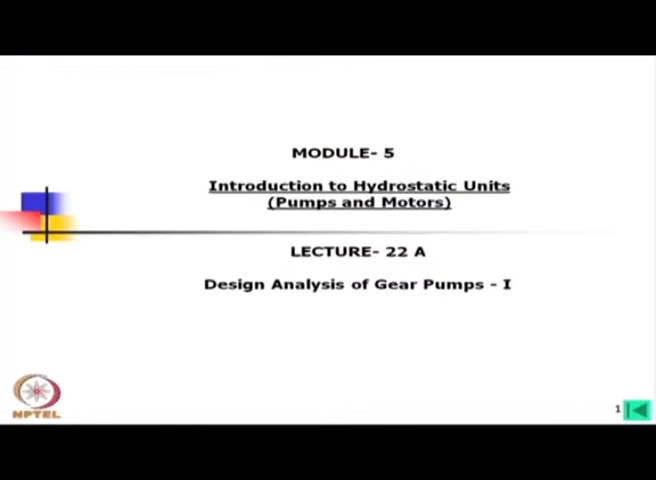 MODULE- 5
Introduction to Hydrostatic Units
(Pumps and Motors)
LECTURE- 22 A
Design Analysis of Gear Pumps - I
NPTEL
1